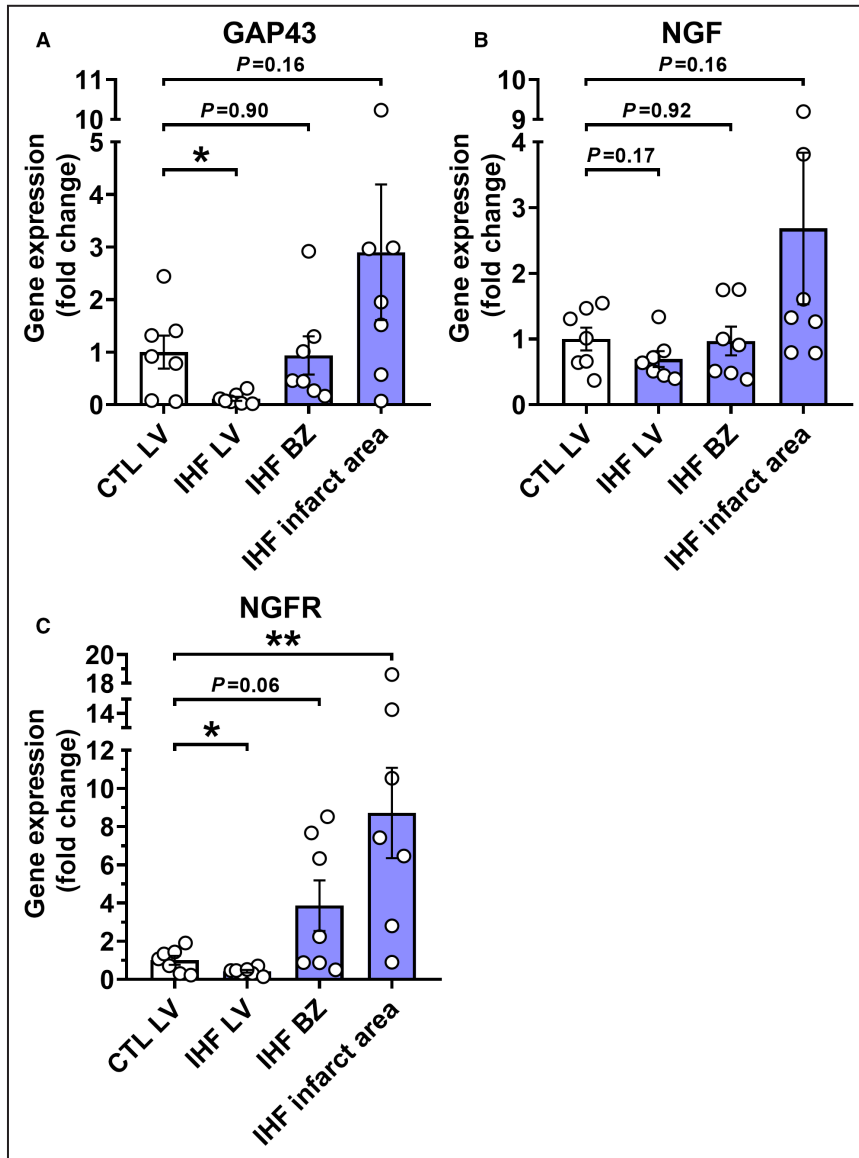 A
GAP43
P=0.16
P=0.90
*
Gene expression
(fold change)
11
10
5
4
3
2
1
0
CTL LV
IHF LV
IHF BZ
IHF infarct area
B
NGF
P=0.16
P=0.92
P=0.17
Gene expression
(fold change)
10
9
4
3
2
1
0
CTL LV
IHF LV
IHF BZ
IHF infarct area
C
NGFR
**
P=0.06
*
Gene expression
(fold change)
20
18
14
12
10
8
6
4
2
0
CTL LV
IHF LV
IHF BZ
IHF infarct area